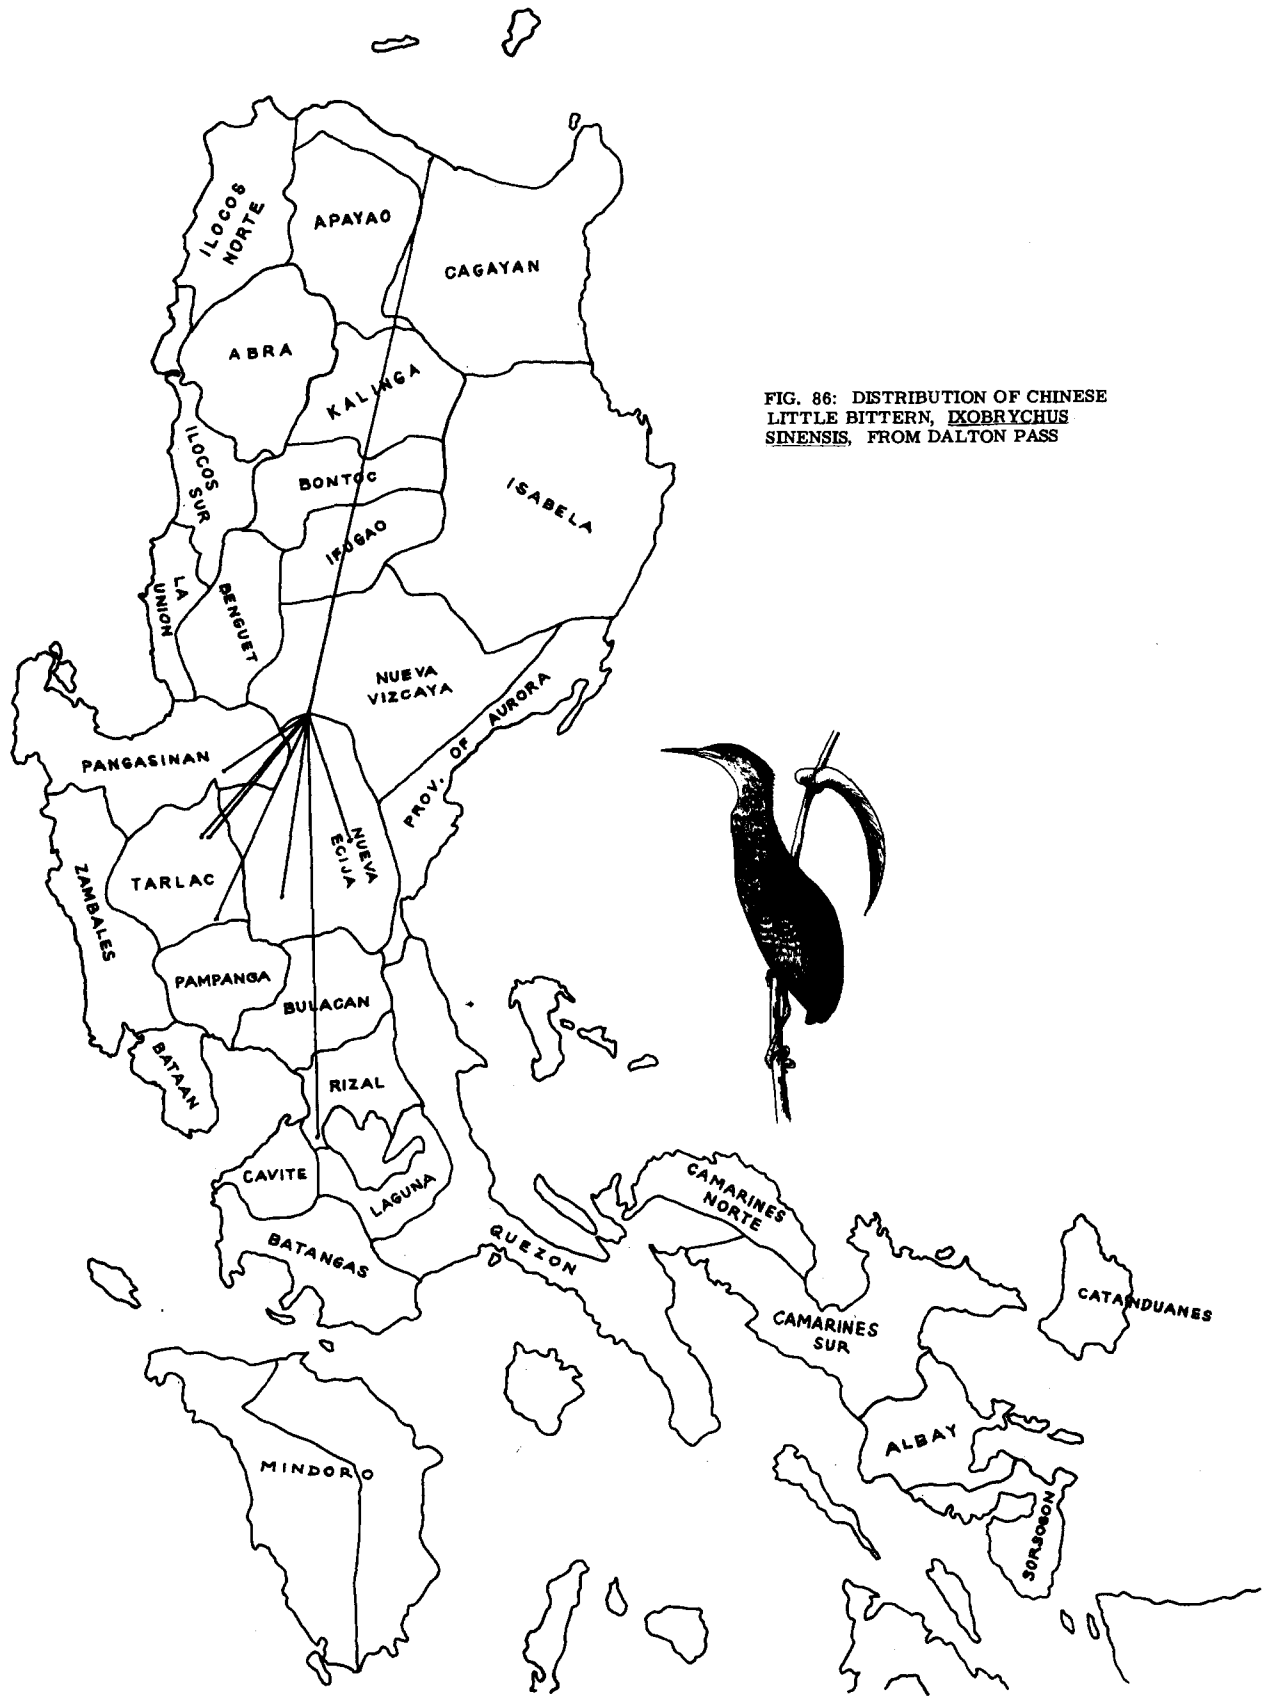 ILOCOS
NORTE
APAYAO
CAGAYAN
ABRA
KALINGA
FIG. 86: DISTRIBUTION OF CHINESE
LITTLE BITTERN, IXOBRYCHUS
SINENSIS, FROM DALTON PASS
ILOCOS
SUR
BONTOC
ISABELA
IFUGAO
LA
UNION
BENGUET
NUEVA
VIZCAYA
PROV. OF AURORA
PANGASINAN
NUEVA
ECIJA
ZAMBALES
TARLAC
PAMPANGA
BULACAN
BATAAN
RIZAL
CAVITE
LAGUNA
CAMARINES
NORTE
BATANGAS
QUEZON
CATANDUANES
CAMARINES
SUR
ALBAY
MINDORO
SORSOGON